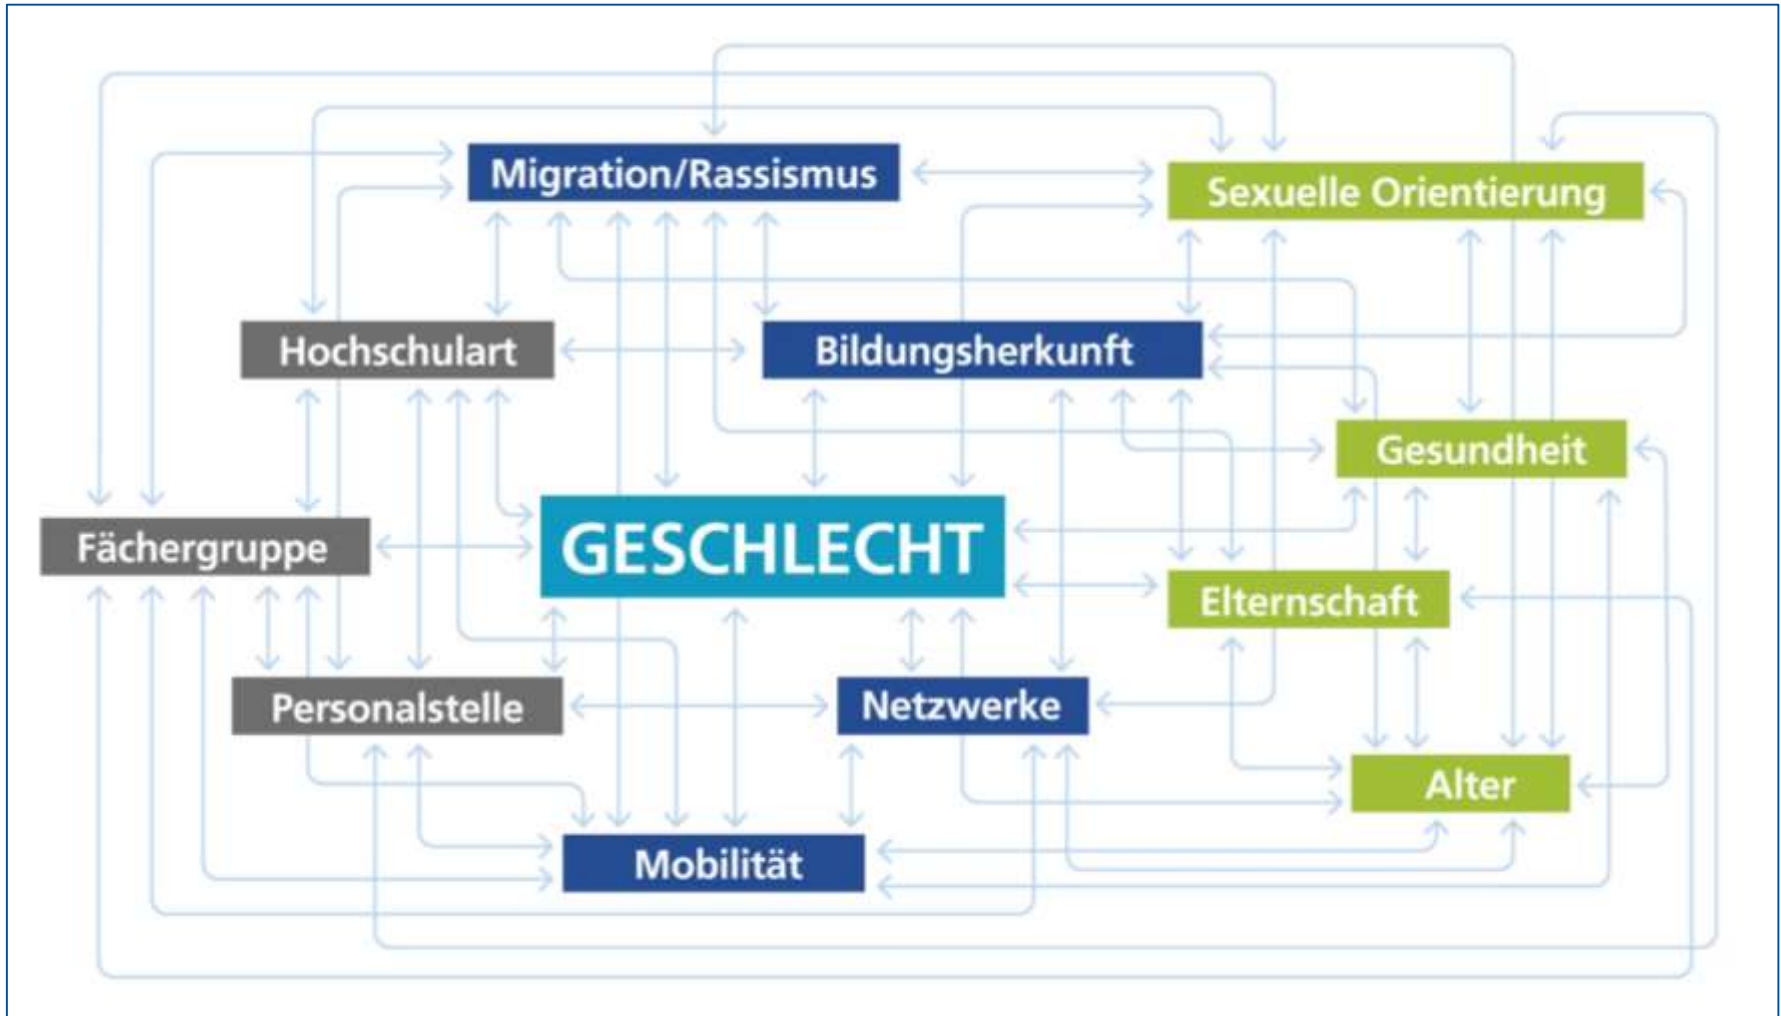 Migration/Rassismus
Sexuelle Orientierung
Hochschulart
Bildungsherkunft
Gesundheit
Fächergruppe
GESCHLECHT
Elternschaft
Personalstelle
Netzwerke
Alter
Mobilität